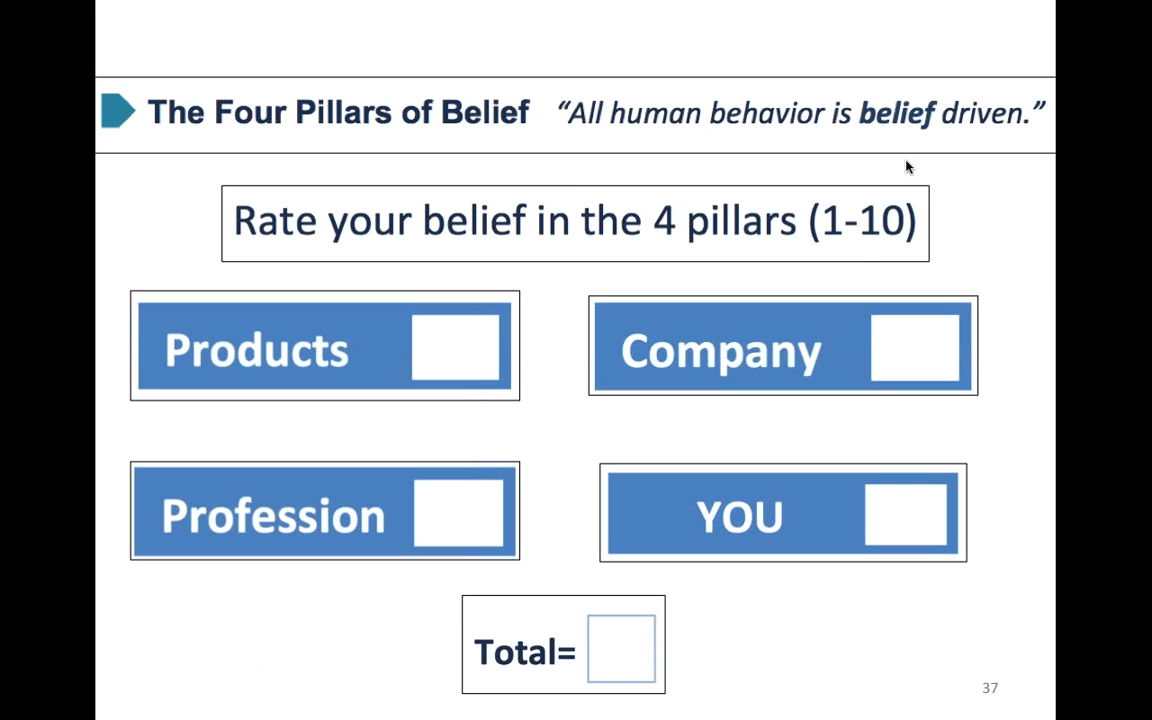 The Four Pillars of Belief “All human behavior is belief driven.”
Rate your belief in the 4 pillars (1-10)
Products
Company
Profession
YOU
Total=
37